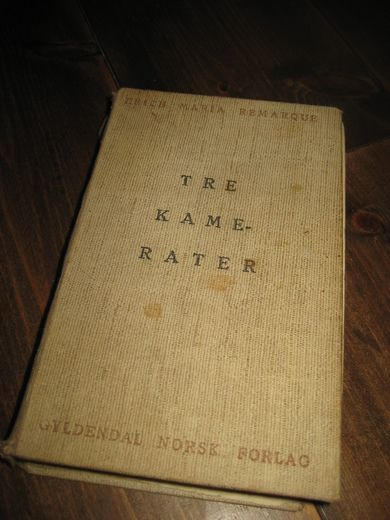 ERICH MARIA REMARQUE
TRE
KAME-
RATER
GYLDENDAL NORSK FORLAG